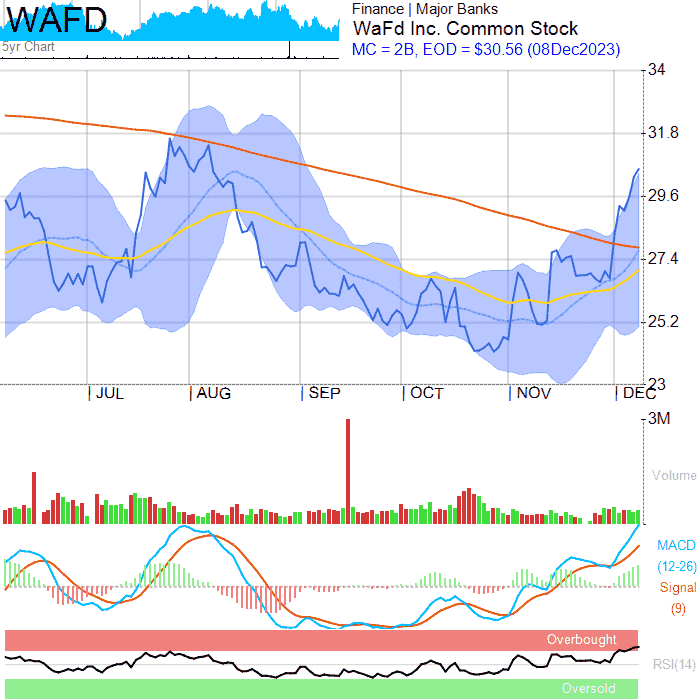 WAFD
5yr Chart
Finance | Major Banks
WaFd Inc. Common Stock
MC = 2B, EOD = $30.56 (08Dec2023)
34
31.8
29.6
27.4
25.2
23
JUL AUG SEP OCT NOV DEC
3M
Volume
MACD
(12-26)
Signal
(9)
Overbought
RSI(14)
Oversold